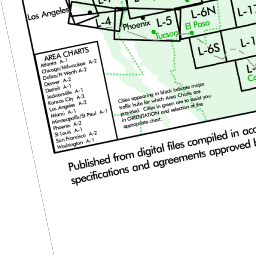 Los Angeles
L-7
L-4
Phoenix
L-5
L-6N
L-17
Tucson
El Paso
L-6S
L-1
AREA CHARTS
Atlanta A-1
Chicago/Milwaukee A-2
Dallas/Ft Worth A-2
Denver A-2
Detroit A-1
Jacksonville A-1
Kansas City A-2
Los Angeles A-2
Miami A-1
Minneapolis/St Paul A-1
Phoenix A-2
St Louis A-1
San Francisco A-2
Washington A-1
Cities appearing in black indicate major
traffic hubs for which Area Charts are
provided. Cities in green are to assist you
in ORIENTATION and selection of the
appropriate chart.
Published from digital files compiled in acc
specifications and agreements approved b